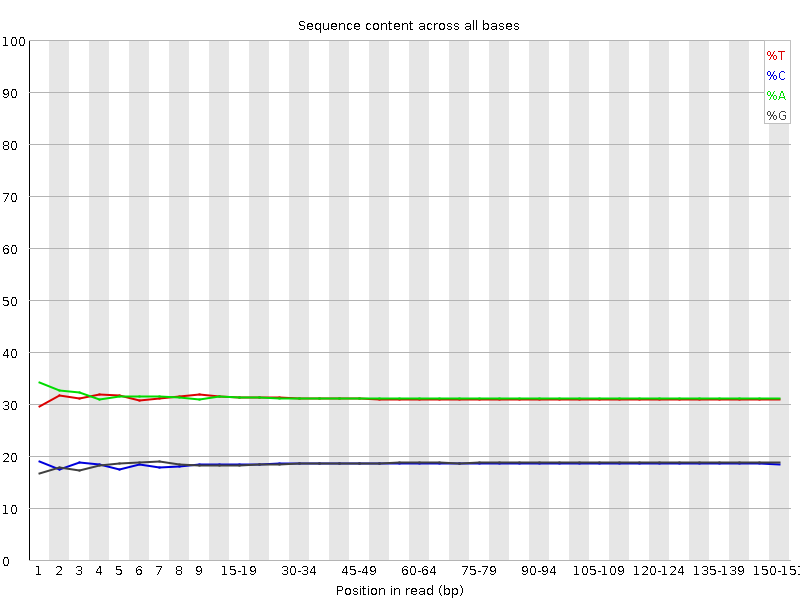 Sequence content across all bases
100
90
80
70
60
50
40
30
20
10
0
%T
%C
%A
%G
1 2 3 4 5 6 7 8 9 15-19 30-34 45-49 60-64 75-79 90-94 105-109 120-124 135-139 150-151
Position in read (bp)